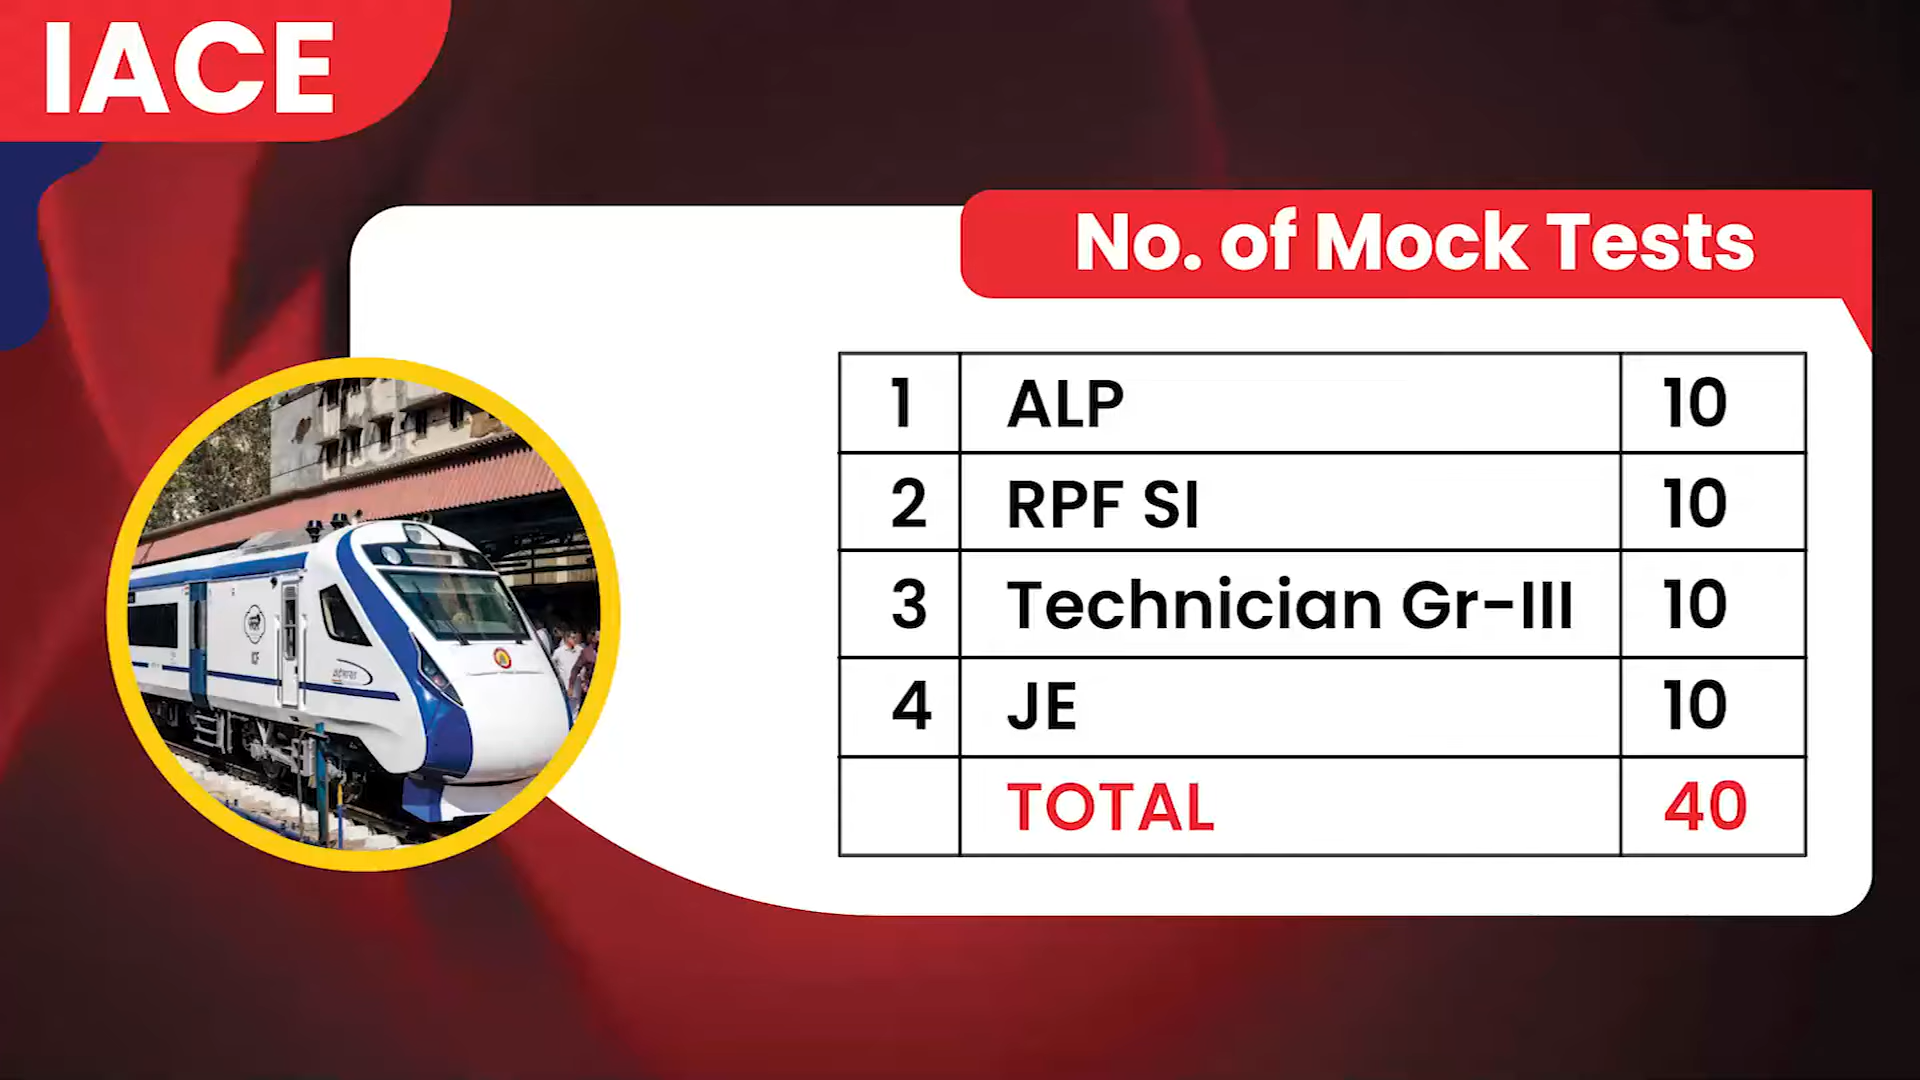 IACE
No. of Mock Tests
1 ALP 10
2 RPF SI 10
3 Technician Gr-III 10
4 JE 10
TOTAL 40
ICF